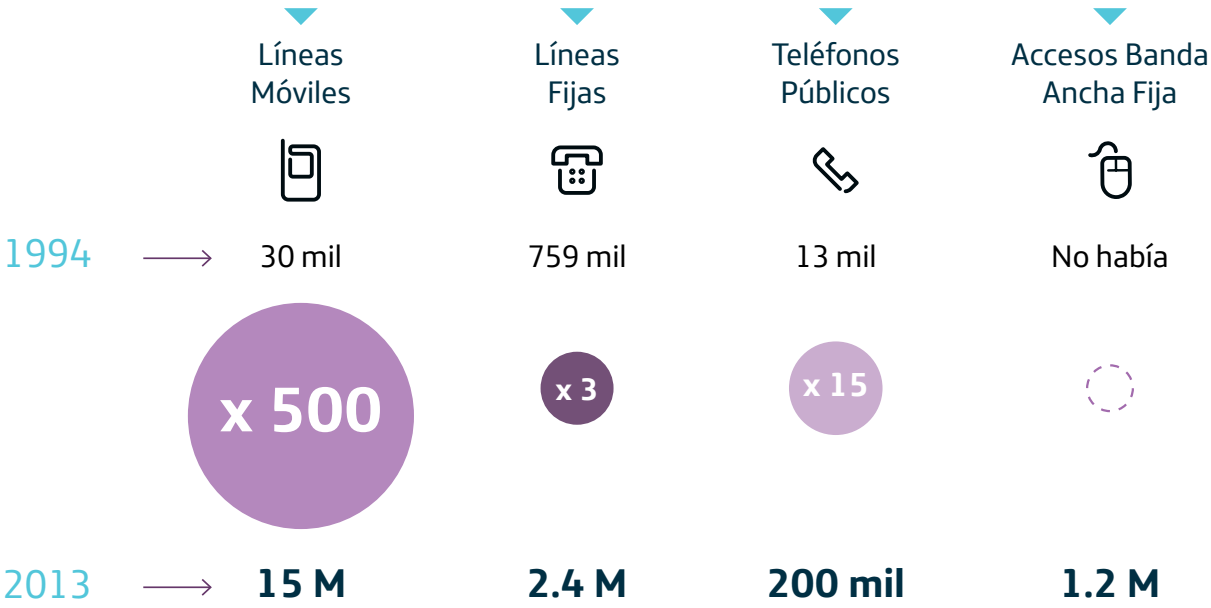 Líneas
Móviles
Líneas
Fijas
Teléfonos
Públicos
Accesos Banda
Ancha Fija
1994 30 mil 759 mil 13 mil No había
x 500 x 3 x 15
2013 15 M 2.4 M 200 mil 1.2 M